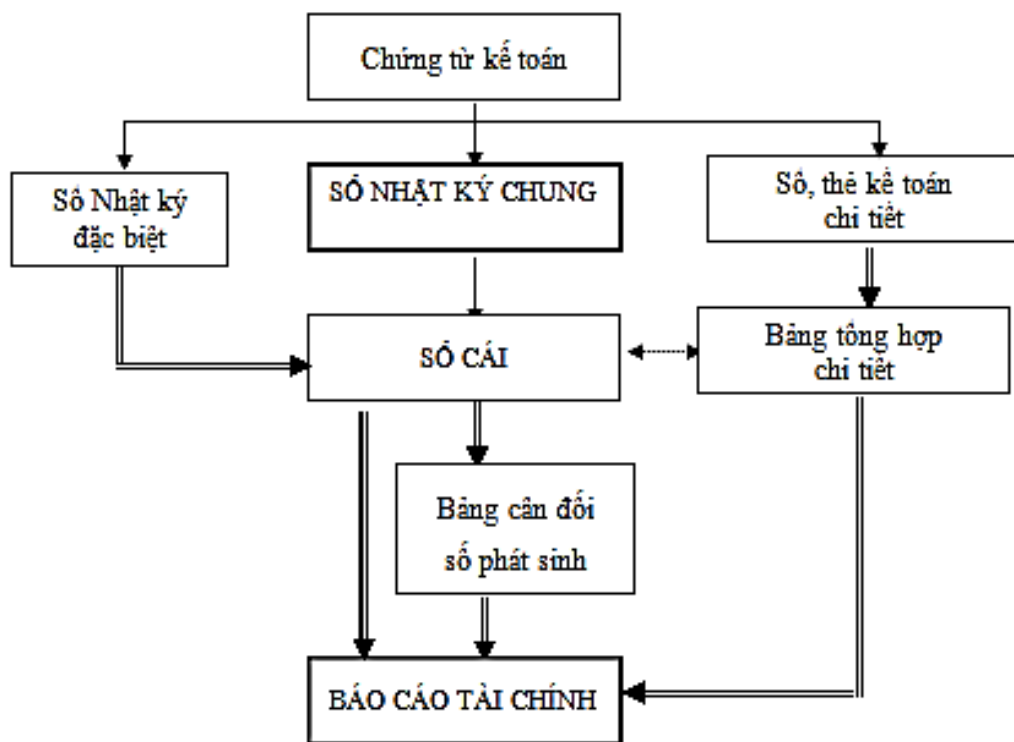 Chứng từ kế toán
Sổ Nhật ký
đặc biệt
SỔ NHẬT KÝ CHUNG
Sổ, thẻ kế toán
chi tiết
SỔ CÁI
Bảng tổng hợp
chi tiết
Bảng cân đối
số phát sinh
BÁO CÁO TÀI CHÍNH